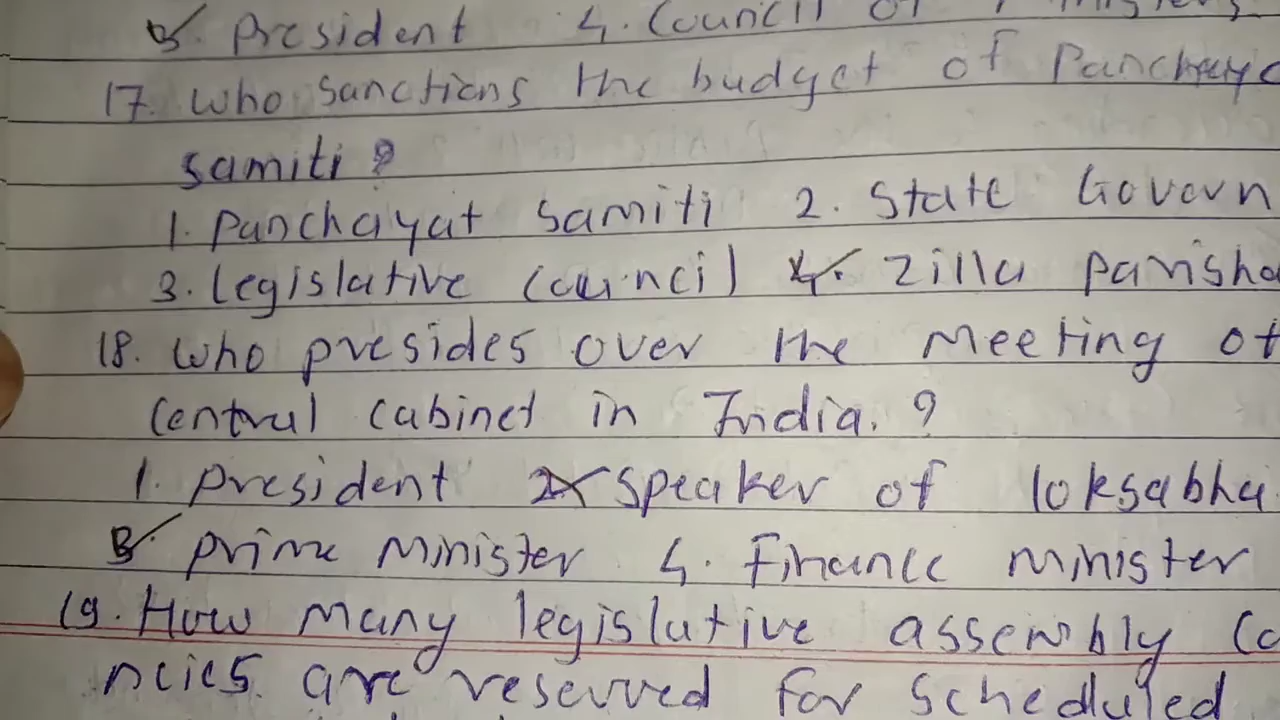 3. President 4. Council of
17. Who sanctions the budget of Panchaya
samiti?
1. Panchayat Samiti 2. State Govern
3. Legislative Council 4. Zilla parisha
18. Who presides over the Meeting of
Central cabinet in India.?
1. president 2 speaker of loksabha
3. prime Minister 4. Finance minister
19. How many legislative assembly Co
ncies are reserved for scheduled